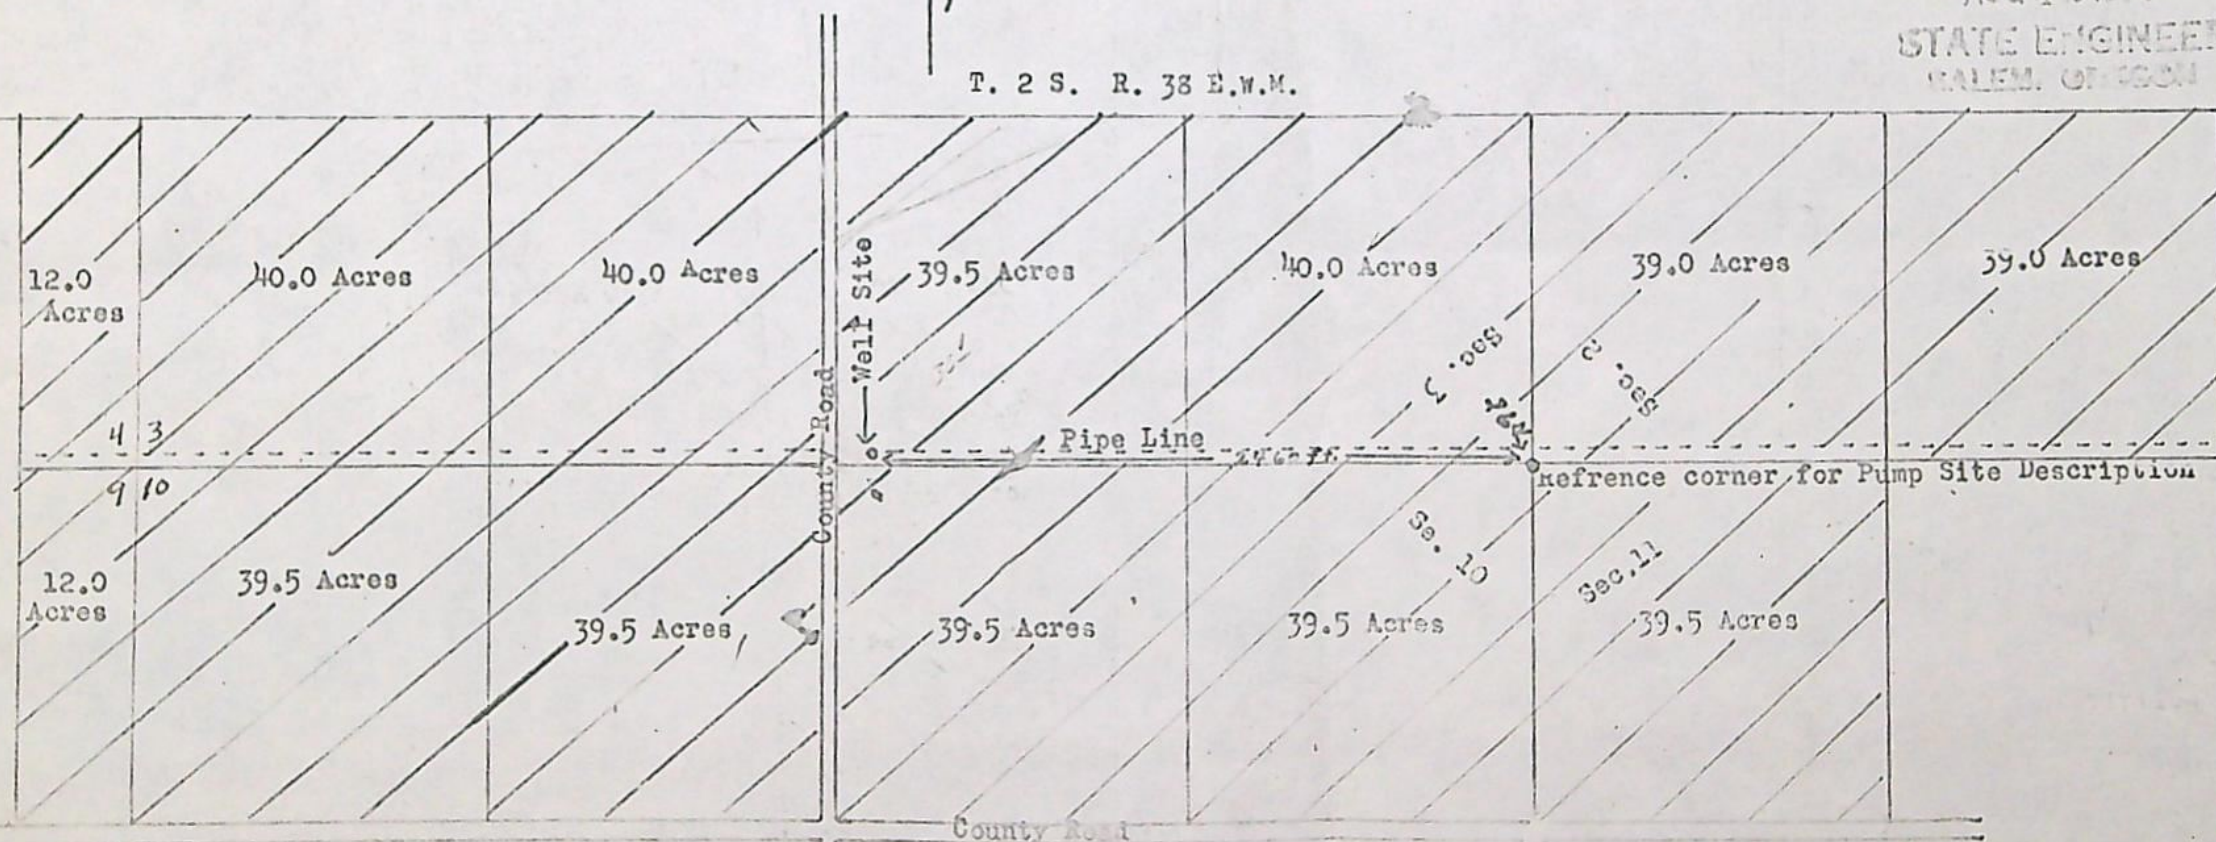 STATE ENGINEER
SALEM, OREGON
T. 2 S. R. 38 E.W.M.
12.0
Acres
40.0 Acres
40.0 Acres
Well Site
39.5 Acres
40.0 Acres
39.0 Acres
39.0 Acres
Sec. 3
Sec. 2
4 3
9 10
County Road
Pipe Line
Refrence corner for Pump Site Description
Se. 10
Sec.11
12.0
Acres
39.5 Acres
39.5 Acres
39.5 Acres
39.5 Acres
39.5 Acres
County Road